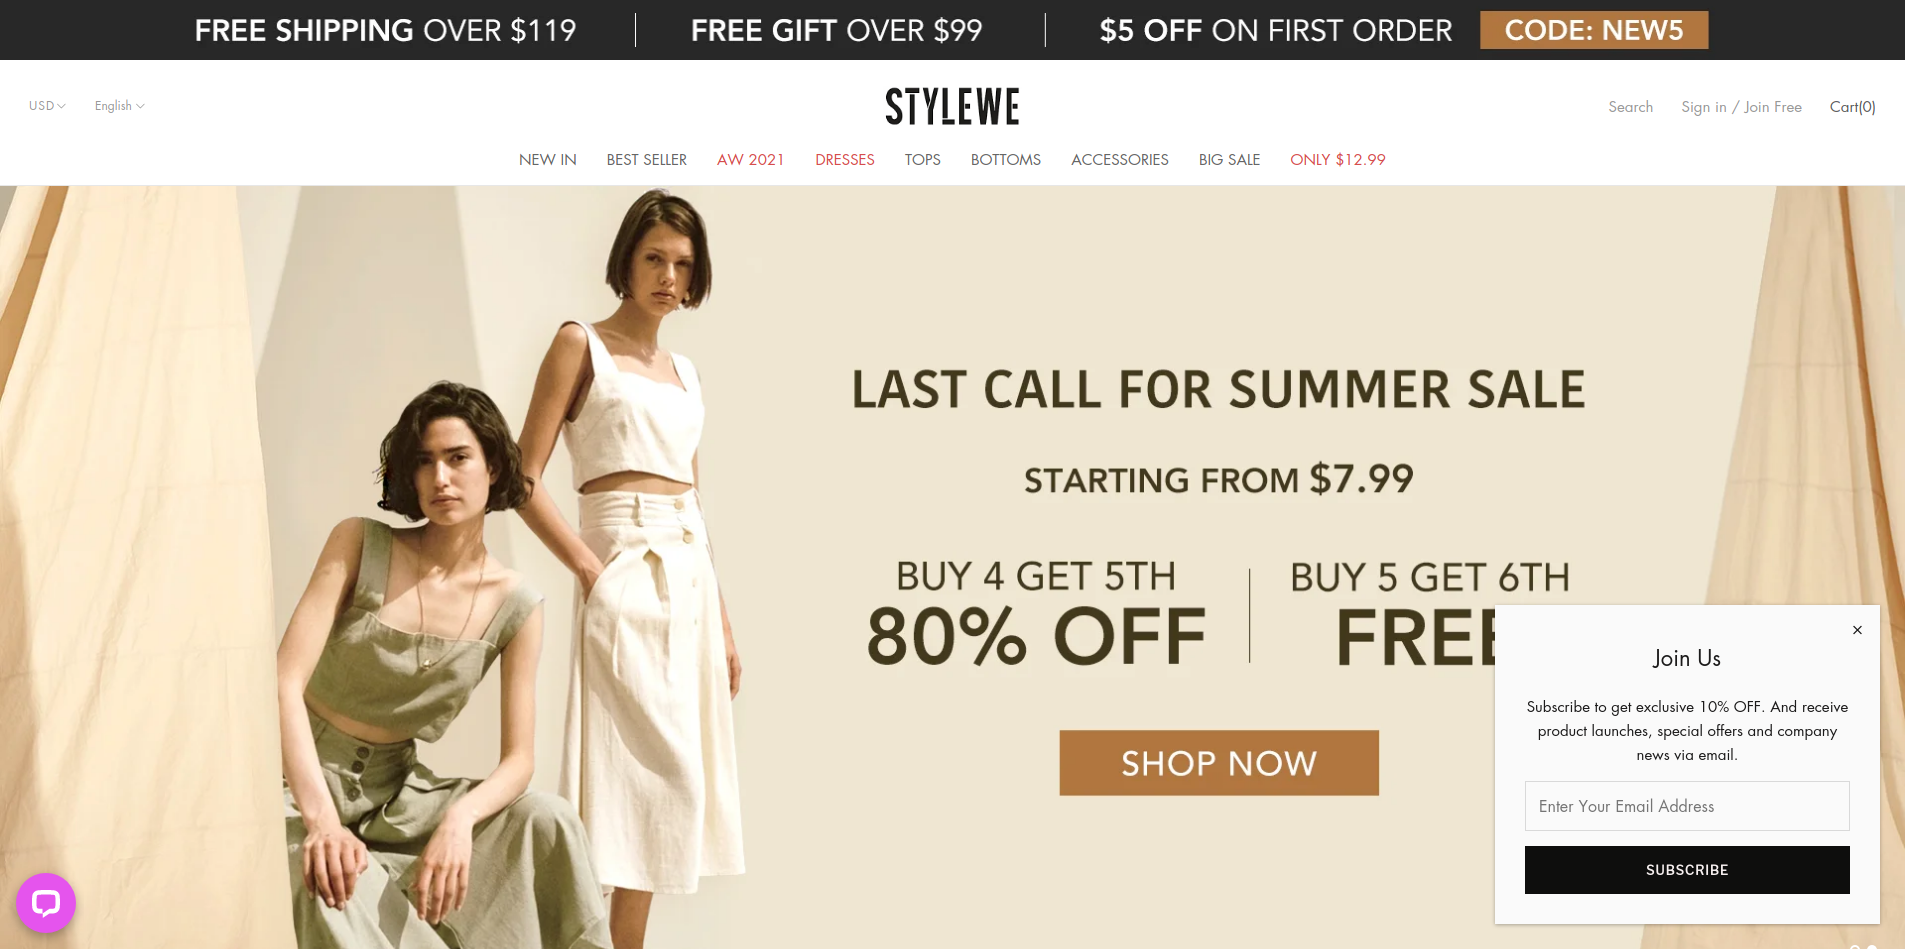 FREE SHIPPING OVER $119
FREE GIFT OVER $99
$5 OFF ON FIRST ORDER
CODE: NEW5
USD
English
STYLEWE
Search
Sign in / Join Free
Cart(0)
NEW IN
BEST SELLER
AW 2021
DRESSES
TOPS
BOTTOMS
ACCESSORIES
BIG SALE
ONLY $12.99
LAST CALL FOR SUMMER SALE
STARTING FROM $7.99
BUY 4 GET 5TH
80% OFF
BUY 5 GET 6TH
FREE
SHOP NOW
×
Join Us
Subscribe to get exclusive 10% OFF. And receive
product launches, special offers and company
news via email.
Enter Your Email Address
SUBSCRIBE